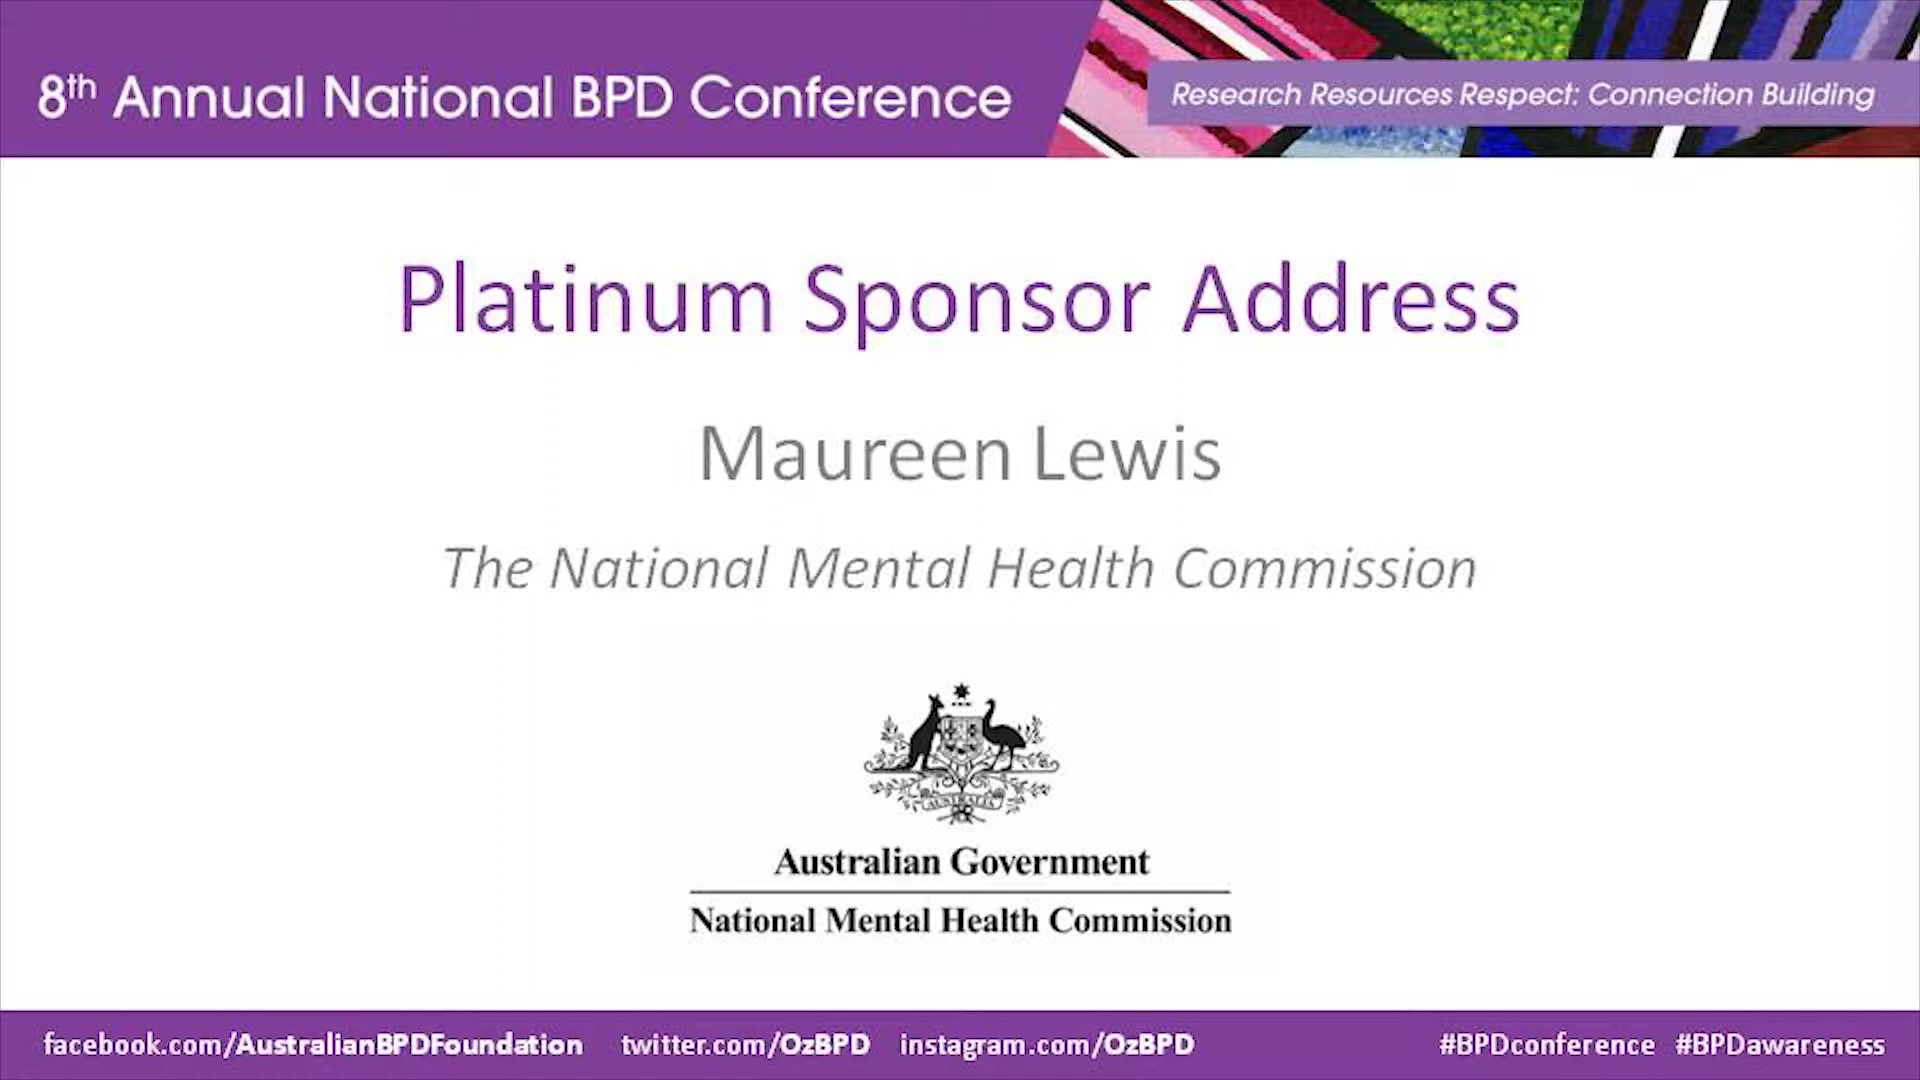 8th Annual National BPD Conference
Research Resources Respect: Connection Building
Platinum Sponsor Address
Maureen Lewis
The National Mental Health Commission
AUSTRALIA
Australian Government
National Mental Health Commission
facebook.com/AustralianBPDFoundation twitter.com/OzBPD instagram.com/OzBPD #BPDconference #BPDawareness